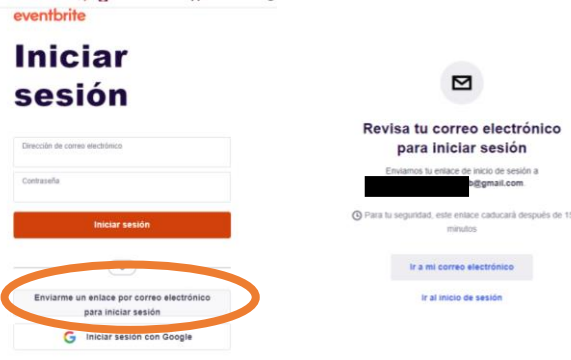 eventbrite
Iniciar
sesión
Dirección de correo electrónico
Contraseña
Iniciar sesión
Enviarme un enlace por correo electrónico
para iniciar sesión
Iniciar sesión con Google
Revisa tu correo electrónico
para iniciar sesión
Enviamos tu enlace de inicio de sesión a
b@gmail.com
Para tu seguridad, este enlace caducará después de
minutos
Ir a mi correo electrónico
Ir al inicio de sesión